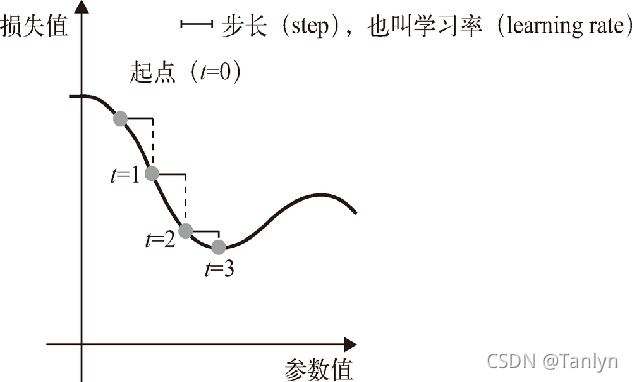 损失值
步长（step），也叫学习率（learning rate）
起点（t=0）
t=1
t=2
t=3
参数值
CSDN @Tanlyn